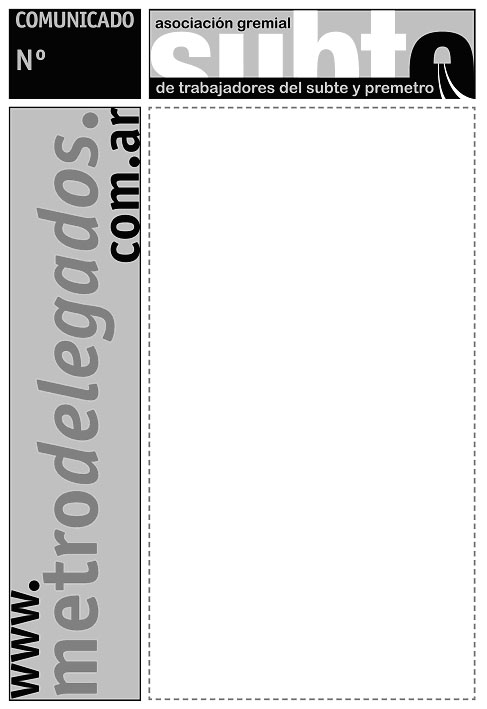 COMUNICADO
Nº
asociación gremial
subte
de trabajadores del subte y premetro
www.
metrodelegados.
com.ar